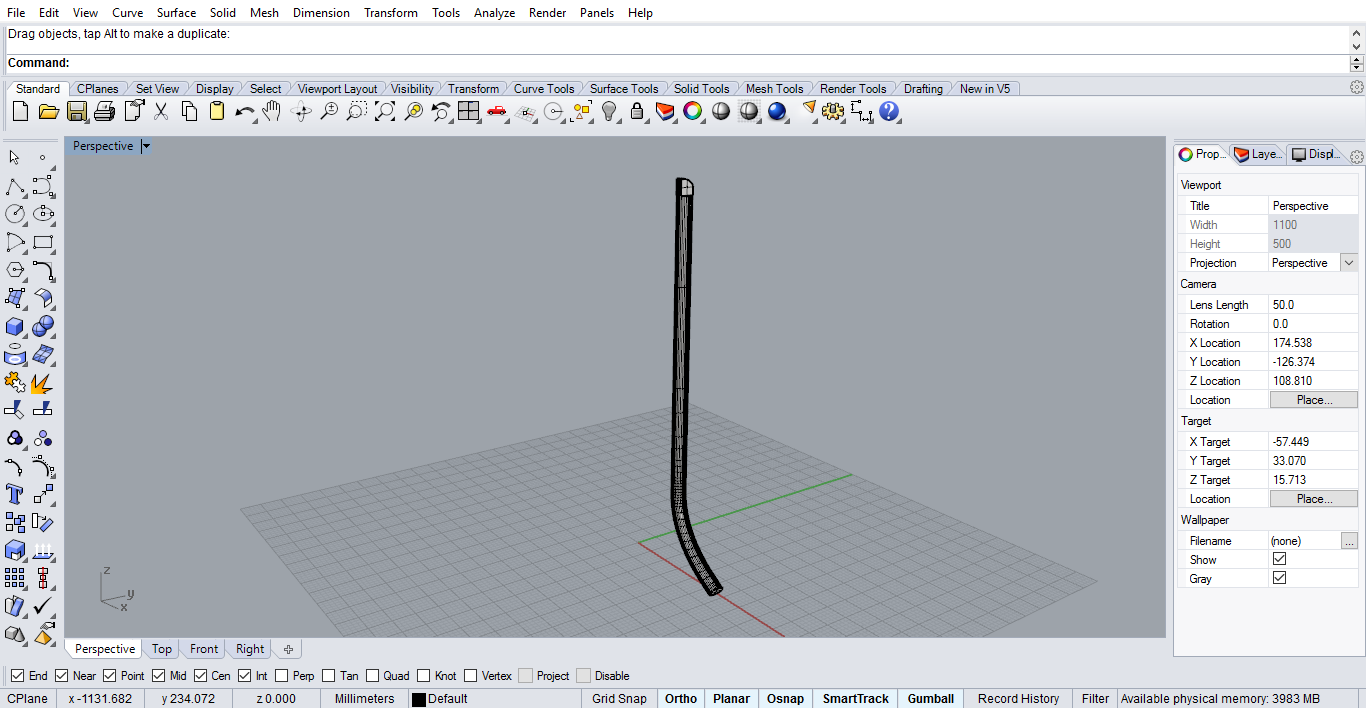 File Edit View Curve Surface Solid Mesh Dimension Transform Tools Analyze Render Panels Help
Drag objects, tap Alt to make a duplicate:
Command:
Standard CPlanes Set View Display Select Viewport Layout Visibility Transform Curve Tools Surface Tools Solid Tools Mesh Tools Render Tools Drafting New in V5
Perspective
Prop... Laye... Displ...
Viewport
Title Perspective
Width 1100
Height 500
Projection Perspective
Camera
Lens Length 50.0
Rotation 0.0
X Location 174.538
Y Location -126.374
Z Location 108.810
Location Place...
Target
X Target -57.449
Y Target 33.070
Z Target 15.713
Location Place...
Wallpaper
Filename (none) ...
Show
Gray
z
y
x
Perspective Top Front Right
End Near Point Mid Cen Int Perp Tan Quad Knot Vertex Project Disable
CPlane x -1131.682 y 234.072 z 0.000 Millimeters Default Grid Snap Ortho Planar Osnap SmartTrack Gumball Record History Filter Available physical memory: 3983 MB